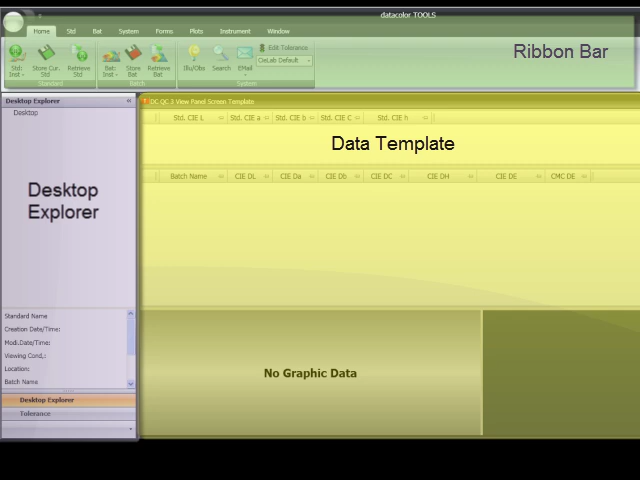 datacolor TOOLS
Home Std Bat System Forms Plots Instrument Window
Ribbon Bar
Std: Inst Store Cur. Std Retrieve Std
Standard
Bat: Inst Store Bat Retrieve Bat
Batch
Illu/Obs Search EMail
Edit Tolerance
CieLab Default
System
Desktop Explorer
Desktop
Desktop
Explorer
DC QC 3 View Panel Screen Template
Std. CIE L Std. CIE a Std. CIE b Std. CIE C Std. CIE h
Data Template
Batch Name CIE DL CIE Da CIE Db CIE DC CIE DH CIE DE CMC DE
Standard Name
Creation Date/Time:
Modi.Date/Time:
Viewing Cond,:
Location:
Batch Name
No Graphic Data
Desktop Explorer
Tolerance